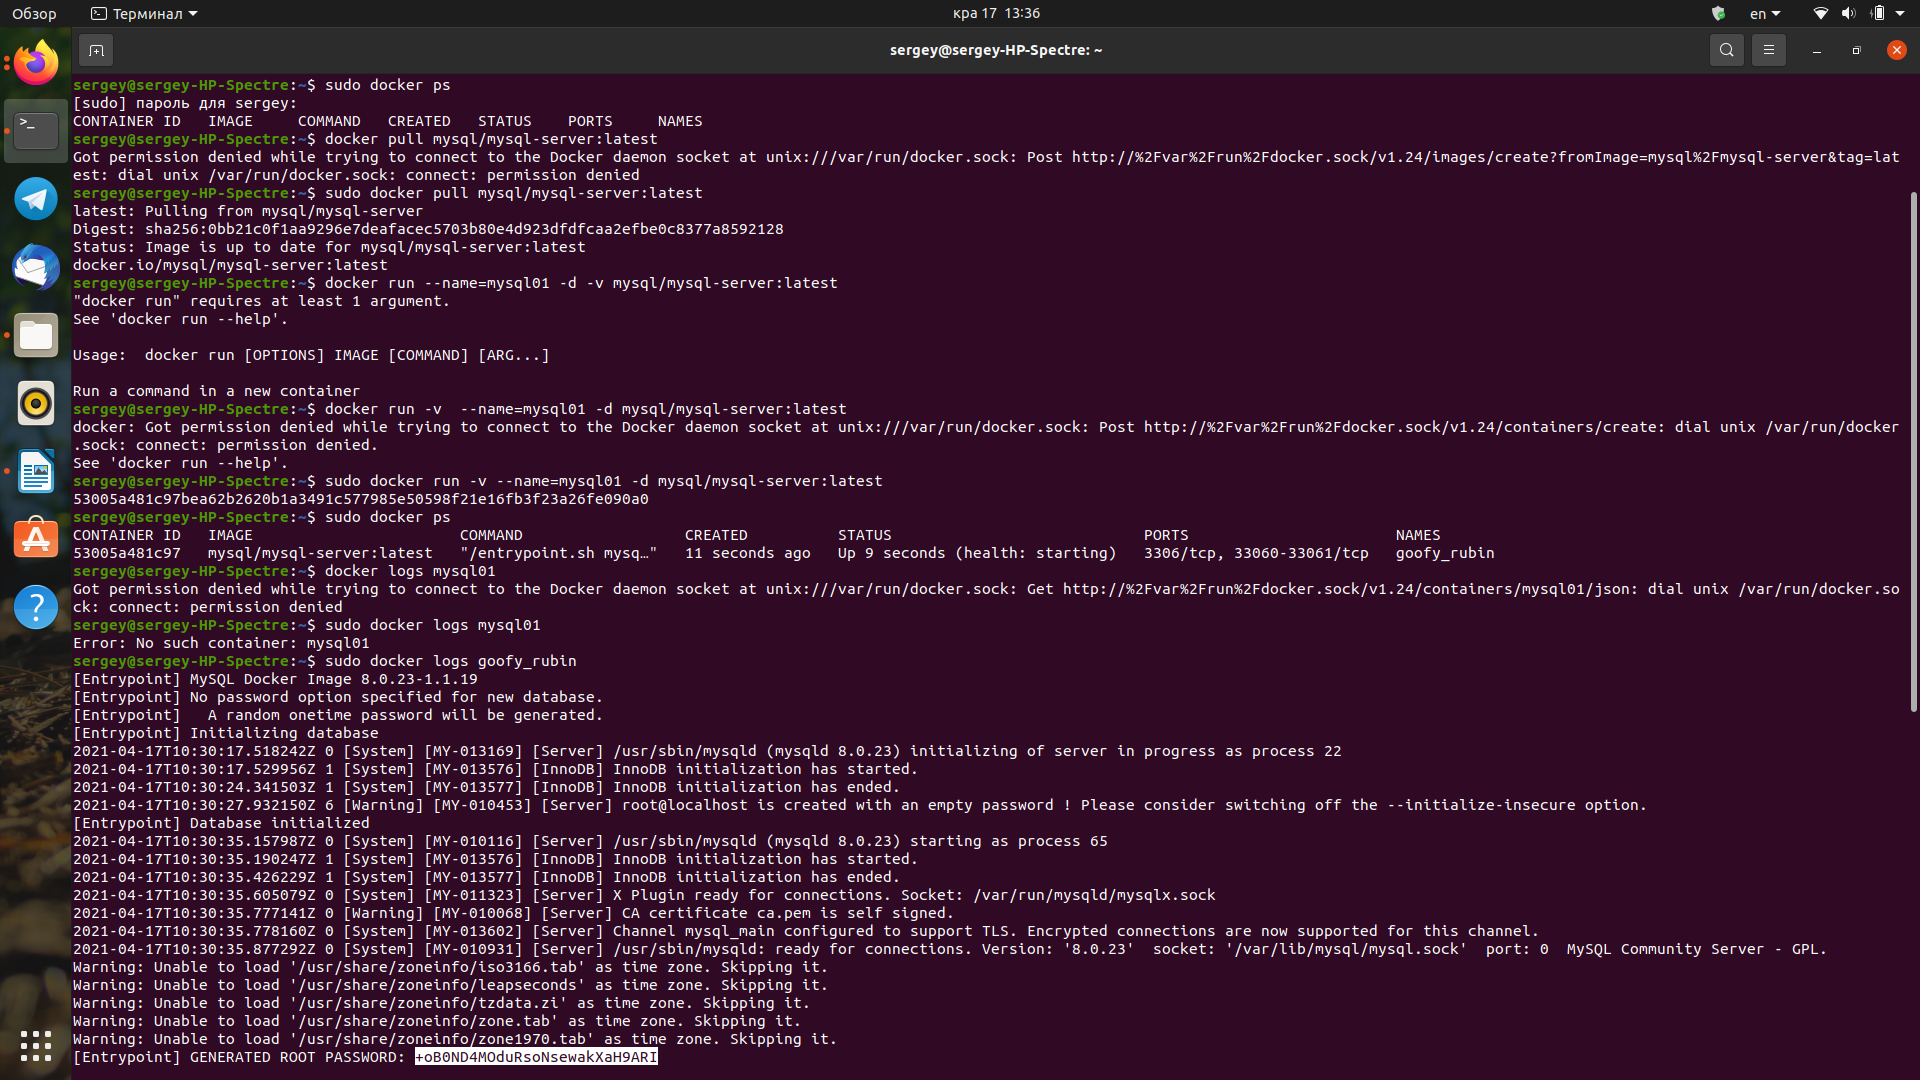 Обзор
Терминал
кра 17 13:36
en
sergey@sergey-HP-Spectre: ~
sergey@sergey-HP-Spectre:~$ sudo docker ps
[sudo] пароль для sergey:
CONTAINER ID   IMAGE     COMMAND   CREATED   STATUS    PORTS     NAMES
sergey@sergey-HP-Spectre:~$ docker pull mysql/mysql-server:latest
Got permission denied while trying to connect to the Docker daemon socket at unix:///var/run/docker.sock: Post http://%2Fvar%2Frun%2Fdocker.sock/v1.24/images/create?fromImage=mysql%2Fmysql-server&tag=lat
est: dial unix /var/run/docker.sock: connect: permission denied
sergey@sergey-HP-Spectre:~$ sudo docker pull mysql/mysql-server:latest
latest: Pulling from mysql/mysql-server
Digest: sha256:0bb21c0f1aa9296e7deafacec5703b80e4d923dfdfcaa2efbe0c8377a8592128
Status: Image is up to date for mysql/mysql-server:latest
docker.io/mysql/mysql-server:latest
sergey@sergey-HP-Spectre:~$ docker run --name=mysql01 -d -v mysql/mysql-server:latest
"docker run" requires at least 1 argument.
See 'docker run --help'.
Usage:  docker run [OPTIONS] IMAGE [COMMAND] [ARG...]
Run a command in a new container
sergey@sergey-HP-Spectre:~$ docker run -v  --name=mysql01 -d mysql/mysql-server:latest
docker: Got permission denied while trying to connect to the Docker daemon socket at unix:///var/run/docker.sock: Post http://%2Fvar%2Frun%2Fdocker.sock/v1.24/containers/create: dial unix /var/run/docker
.sock: connect: permission denied.
See 'docker run --help'.
sergey@sergey-HP-Spectre:~$ sudo docker run -v --name=mysql01 -d mysql/mysql-server:latest
53005a481c97bea62b2620b1a3491c577985e50598f21e16fb3f23a26fe090a0
sergey@sergey-HP-Spectre:~$ sudo docker ps
CONTAINER ID   IMAGE                       COMMAND                  CREATED          STATUS                            PORTS                       NAMES
53005a481c97   mysql/mysql-server:latest   "/entrypoint.sh mysq…"   11 seconds ago   Up 9 seconds (health: starting)   3306/tcp, 33060-33061/tcp   goofy_rubin
sergey@sergey-HP-Spectre:~$ docker logs mysql01
Got permission denied while trying to connect to the Docker daemon socket at unix:///var/run/docker.sock: Get http://%2Fvar%2Frun%2Fdocker.sock/v1.24/containers/mysql01/json: dial unix /var/run/docker.so
ck: connect: permission denied
sergey@sergey-HP-Spectre:~$ sudo docker logs mysql01
Error: No such container: mysql01
sergey@sergey-HP-Spectre:~$ sudo docker logs goofy_rubin
[Entrypoint] MySQL Docker Image 8.0.23-1.1.19
[Entrypoint] No password option specified for new database.
[Entrypoint]   A random onetime password will be generated.
[Entrypoint] Initializing database
2021-04-17T10:30:17.518242Z 0 [System] [MY-013169] [Server] /usr/sbin/mysqld (mysqld 8.0.23) initializing of server in progress as process 22
2021-04-17T10:30:17.529956Z 1 [System] [MY-013576] [InnoDB] InnoDB initialization has started.
2021-04-17T10:30:24.341503Z 1 [System] [MY-013577] [InnoDB] InnoDB initialization has ended.
2021-04-17T10:30:27.932150Z 6 [Warning] [MY-010453] [Server] root@localhost is created with an empty password ! Please consider switching off the --initialize-insecure option.
[Entrypoint] Database initialized
2021-04-17T10:30:35.157987Z 0 [System] [MY-010116] [Server] /usr/sbin/mysqld (mysqld 8.0.23) starting as process 65
2021-04-17T10:30:35.190247Z 1 [System] [MY-013576] [InnoDB] InnoDB initialization has started.
2021-04-17T10:30:35.426229Z 1 [System] [MY-013577] [InnoDB] InnoDB initialization has ended.
2021-04-17T10:30:35.605079Z 0 [System] [MY-011323] [Server] X Plugin ready for connections. Socket: /var/run/mysqld/mysqlx.sock
2021-04-17T10:30:35.777141Z 0 [Warning] [MY-010068] [Server] CA certificate ca.pem is self signed.
2021-04-17T10:30:35.778160Z 0 [System] [MY-013602] [Server] Channel mysql_main configured to support TLS. Encrypted connections are now supported for this channel.
2021-04-17T10:30:35.877292Z 0 [System] [MY-010931] [Server] /usr/sbin/mysqld: ready for connections. Version: '8.0.23'  socket: '/var/lib/mysql/mysql.sock'  port: 0  MySQL Community Server - GPL.
Warning: Unable to load '/usr/share/zoneinfo/iso3166.tab' as time zone. Skipping it.
Warning: Unable to load '/usr/share/zoneinfo/leapseconds' as time zone. Skipping it.
Warning: Unable to load '/usr/share/zoneinfo/tzdata.zi' as time zone. Skipping it.
Warning: Unable to load '/usr/share/zoneinfo/zone.tab' as time zone. Skipping it.
Warning: Unable to load '/usr/share/zoneinfo/zone1970.tab' as time zone. Skipping it.
[Entrypoint] GENERATED ROOT PASSWORD: +oB0ND4MOduRsoNsewakXaH9ARI